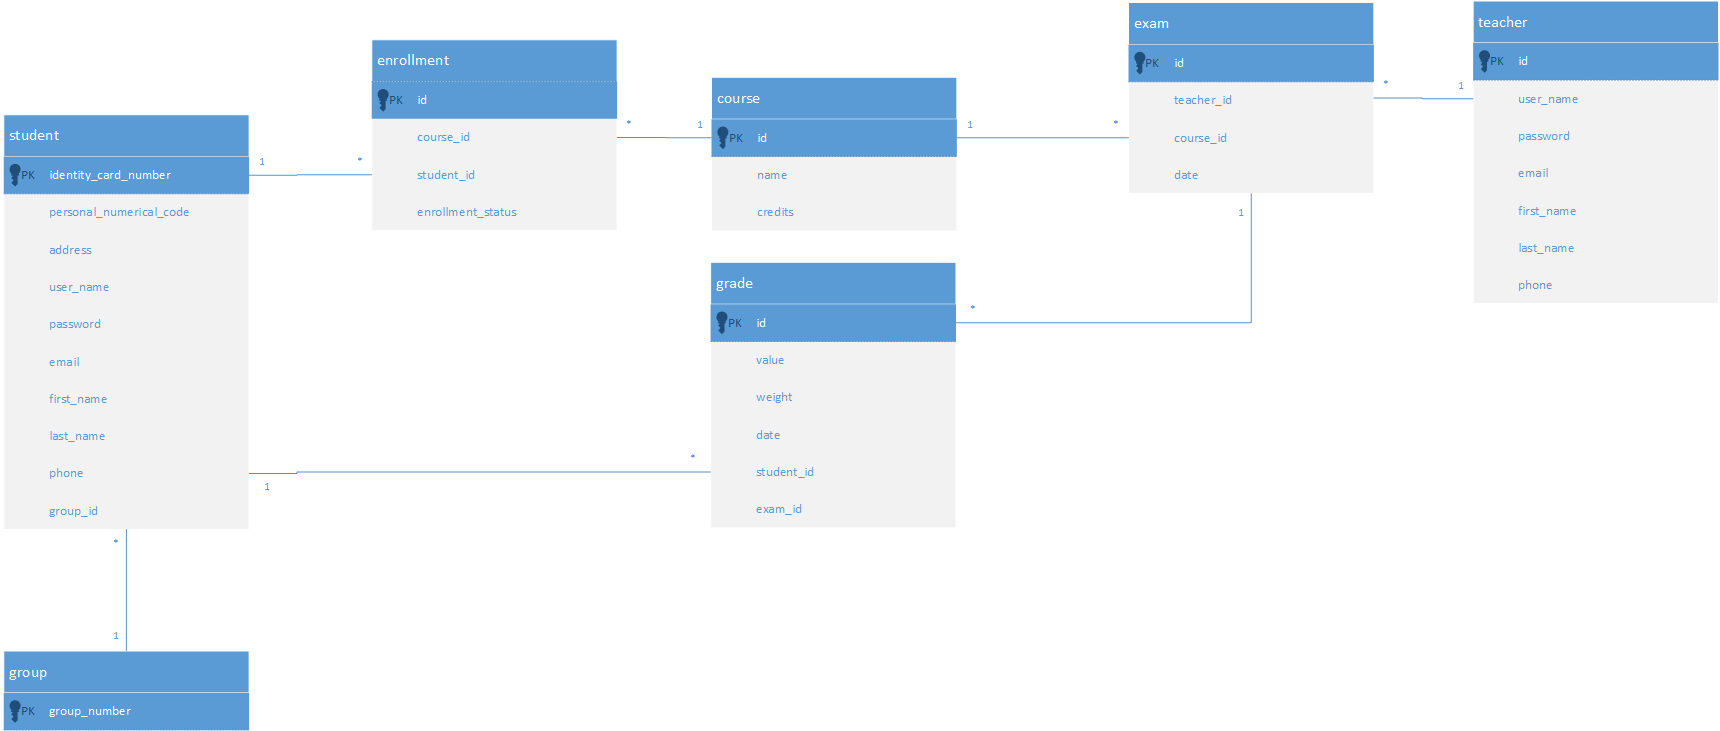 student
PK identity_card_number
personal_numerical_code
address
user_name
password
email
first_name
last_name
phone
group_id
1
*
1
*
*
1
group
PK group_number
enrollment
PK id
course_id
student_id
enrollment_status
*
1
course
PK id
name
credits
1
*
grade
PK id
value
weight
date
student_id
exam_id
*
1
exam
PK id
teacher_id
course_id
date
*
1
teacher
PK id
user_name
password
email
first_name
last_name
phone